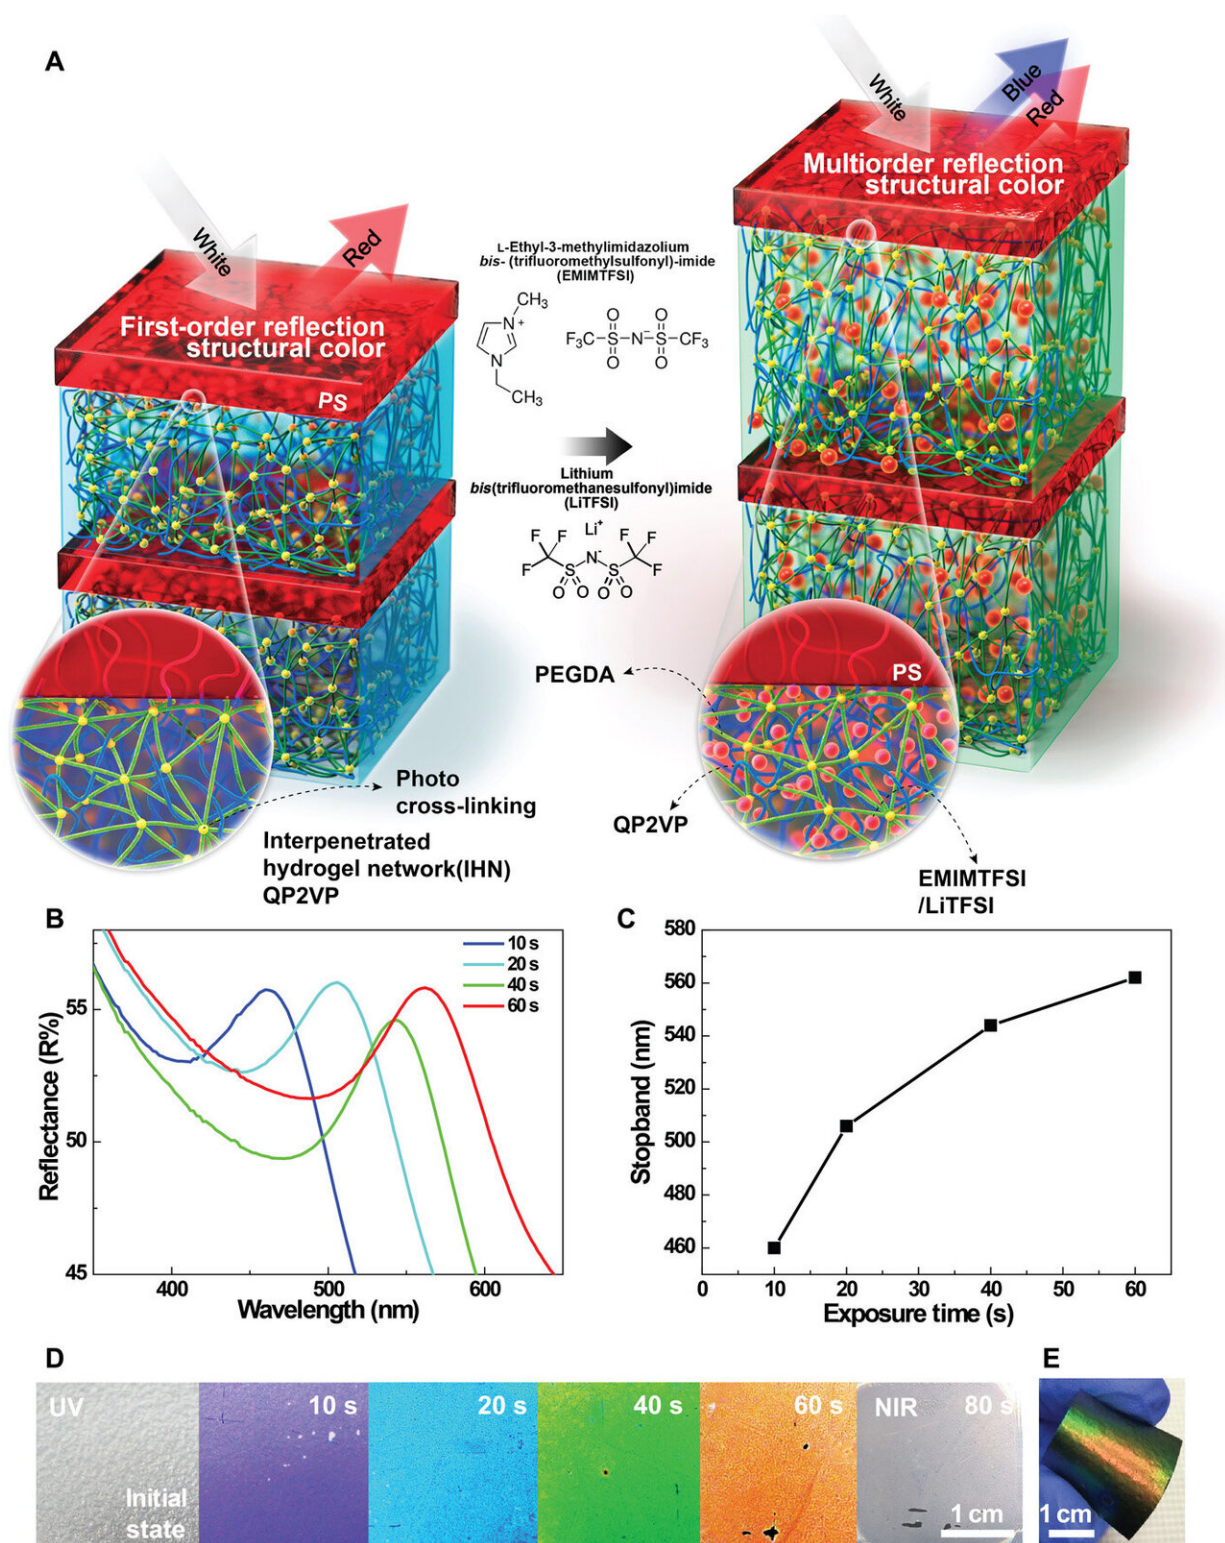 A
White
Red
First-order reflection
structural color
PS
L-Ethyl-3-methylimidazolium
bis- (trifluoromethylsulfonyl)-imide
(EMIMTFSI)
CH₃
N
+
N
CH₃
O O
F₃C-S-N-S-CF₃
-
O O
Lithium
bis(trifluoromethanesulfonyl)imide
(LiTFSI)
Li⁺
F F F F
F S N⁻ S F
O O O O
White
Blue
Red
Multiorder reflection
structural color
PS
PEGDA
QP2VP
EMIMTFSI
/LiTFSI
Photo
cross-linking
Interpenetrated
hydrogel network(IHN)
QP2VP
B
10 s
20 s
40 s
60 s
55
50
45
Reflectance (R%)
400 500 600
Wavelength (nm)
C
580
560
540
520
500
480
460
Stopband (nm)
0 10 20 30 40 50 60
Exposure time (s)
D
UV
Initial
state
10 s
20 s
40 s
60 s
NIR 80 s
1 cm
E
1 cm